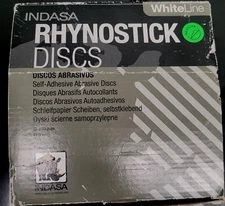 WhiteLine
INDASA
RHYNOSTICK
DISCS
DISCOS ABRASIVOS
Self-Adhesive Abrasive Discs
Disques Abrasifs Autocollants
Discos Abrasivos Autoadhesivos
Schleifpapier Scheiben, selbstklebend
Dyski ścierne samoprzylepne
INDASA